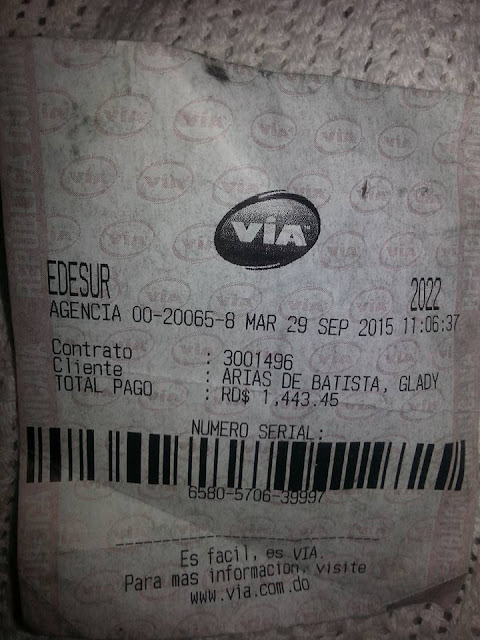 VIA
EDESUR 2022
AGENCIA 00-20065-8 MAR 29 SEP 2015 11:06:37
Contrato : 3001496
Cliente : ARIAS DE BATISTA, GLADY
TOTAL PAGO : RD$ 1,443.45
NUMERO SERIAL:
6580-5706-39997
Es facil, es VIA.
Para mas informacion, visite
www.via.com.do